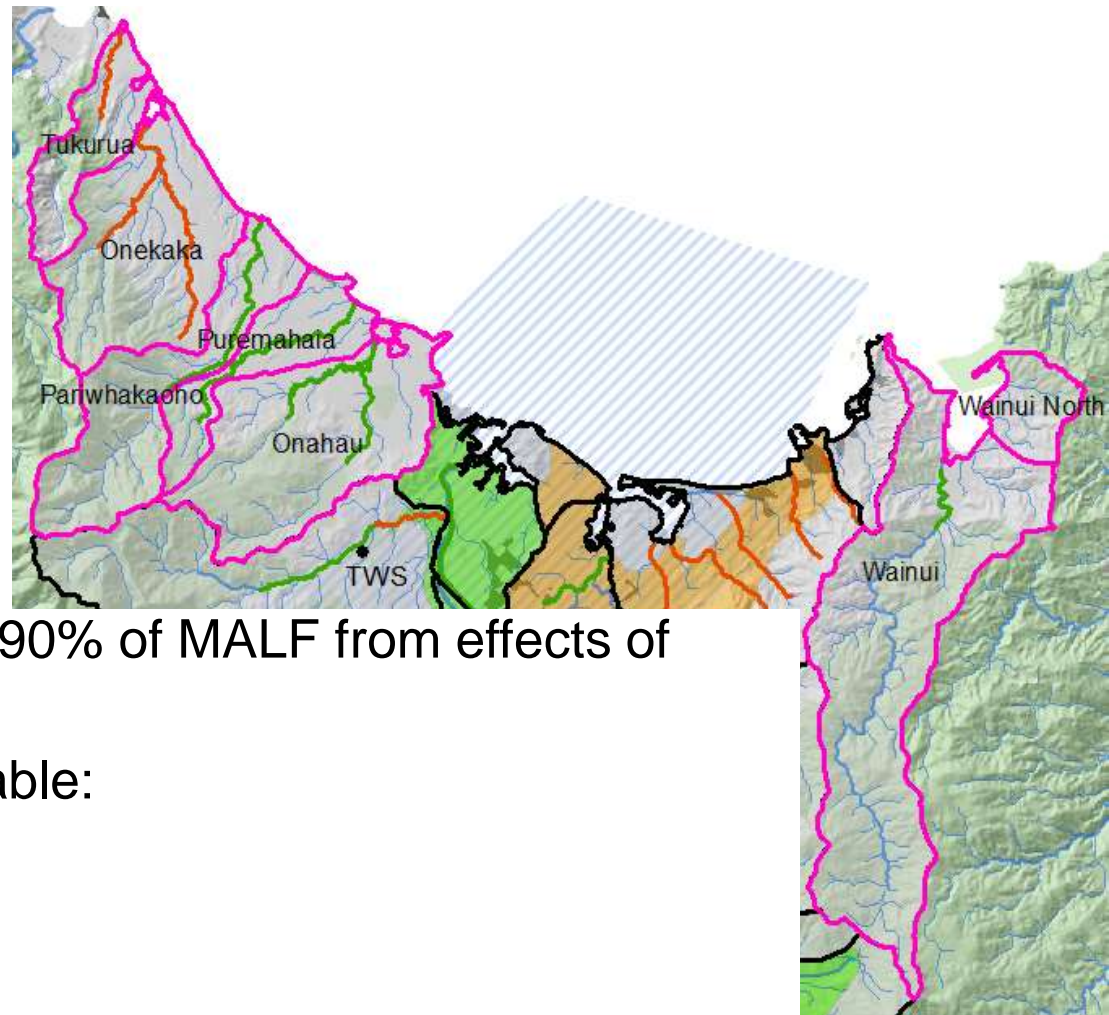 Tukurua
Onekaka
Puremahaia
Pariwhakaoho
Onahau
Wainui North
TWS
Wainui
90% of MALF from effects of
able: